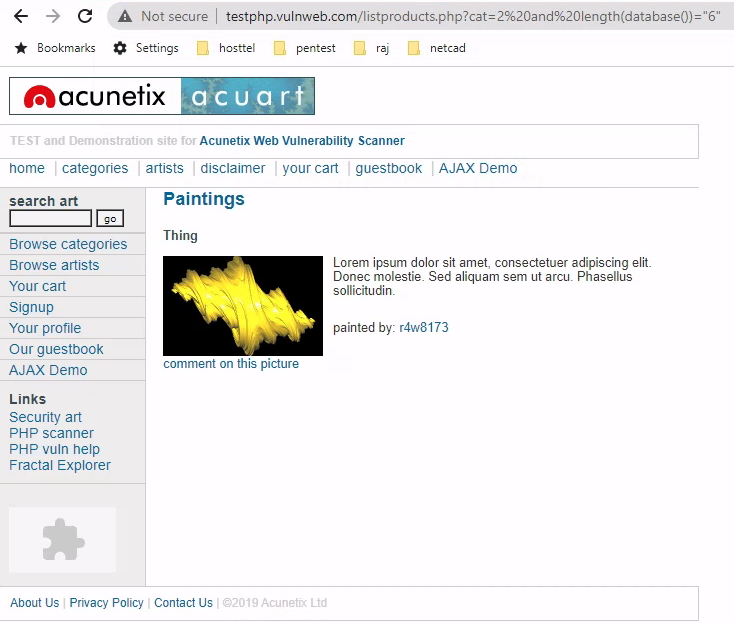 Not secure | testphp.vulnweb.com/listproducts.php?cat=2%20and%20length(database())="6"
Bookmarks Settings hosttel pentest raj netcad
acunetix acuart
TEST and Demonstration site for Acunetix Web Vulnerability Scanner
home | categories | artists | disclaimer | your cart | guestbook | AJAX Demo
search art
go
Browse categories
Browse artists
Your cart
Signup
Your profile
Our guestbook
AJAX Demo
Links
Security art
PHP scanner
PHP vuln help
Fractal Explorer
Paintings
Thing
Lorem ipsum dolor sit amet, consectetuer adipiscing elit.
Donec molestie. Sed aliquam sem ut arcu. Phasellus
sollicitudin.
painted by: r4w8173
comment on this picture
About Us | Privacy Policy | Contact Us | ©2019 Acunetix Ltd